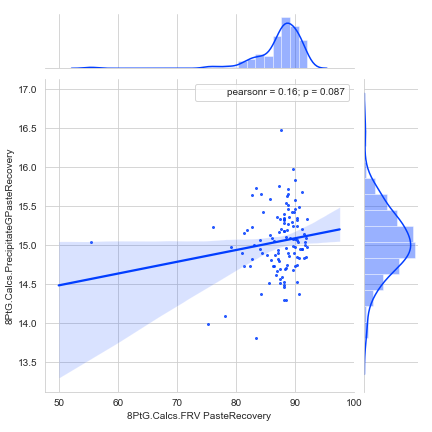 pearsonr = 0.16; p = 0.087
17.0
16.5
16.0
15.5
15.0
14.5
14.0
13.5
8PtG.Calcs.PrecipitateGPasteRecovery
50 60 70 80 90 100
8PtG.Calcs.FRV PasteRecovery